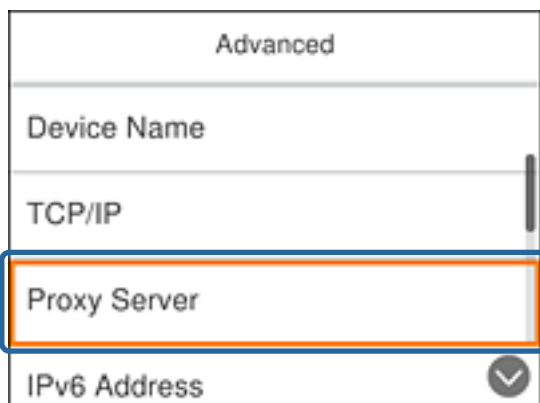 Advanced
Device Name
TCP/IP
Proxy Server
IPv6 Address